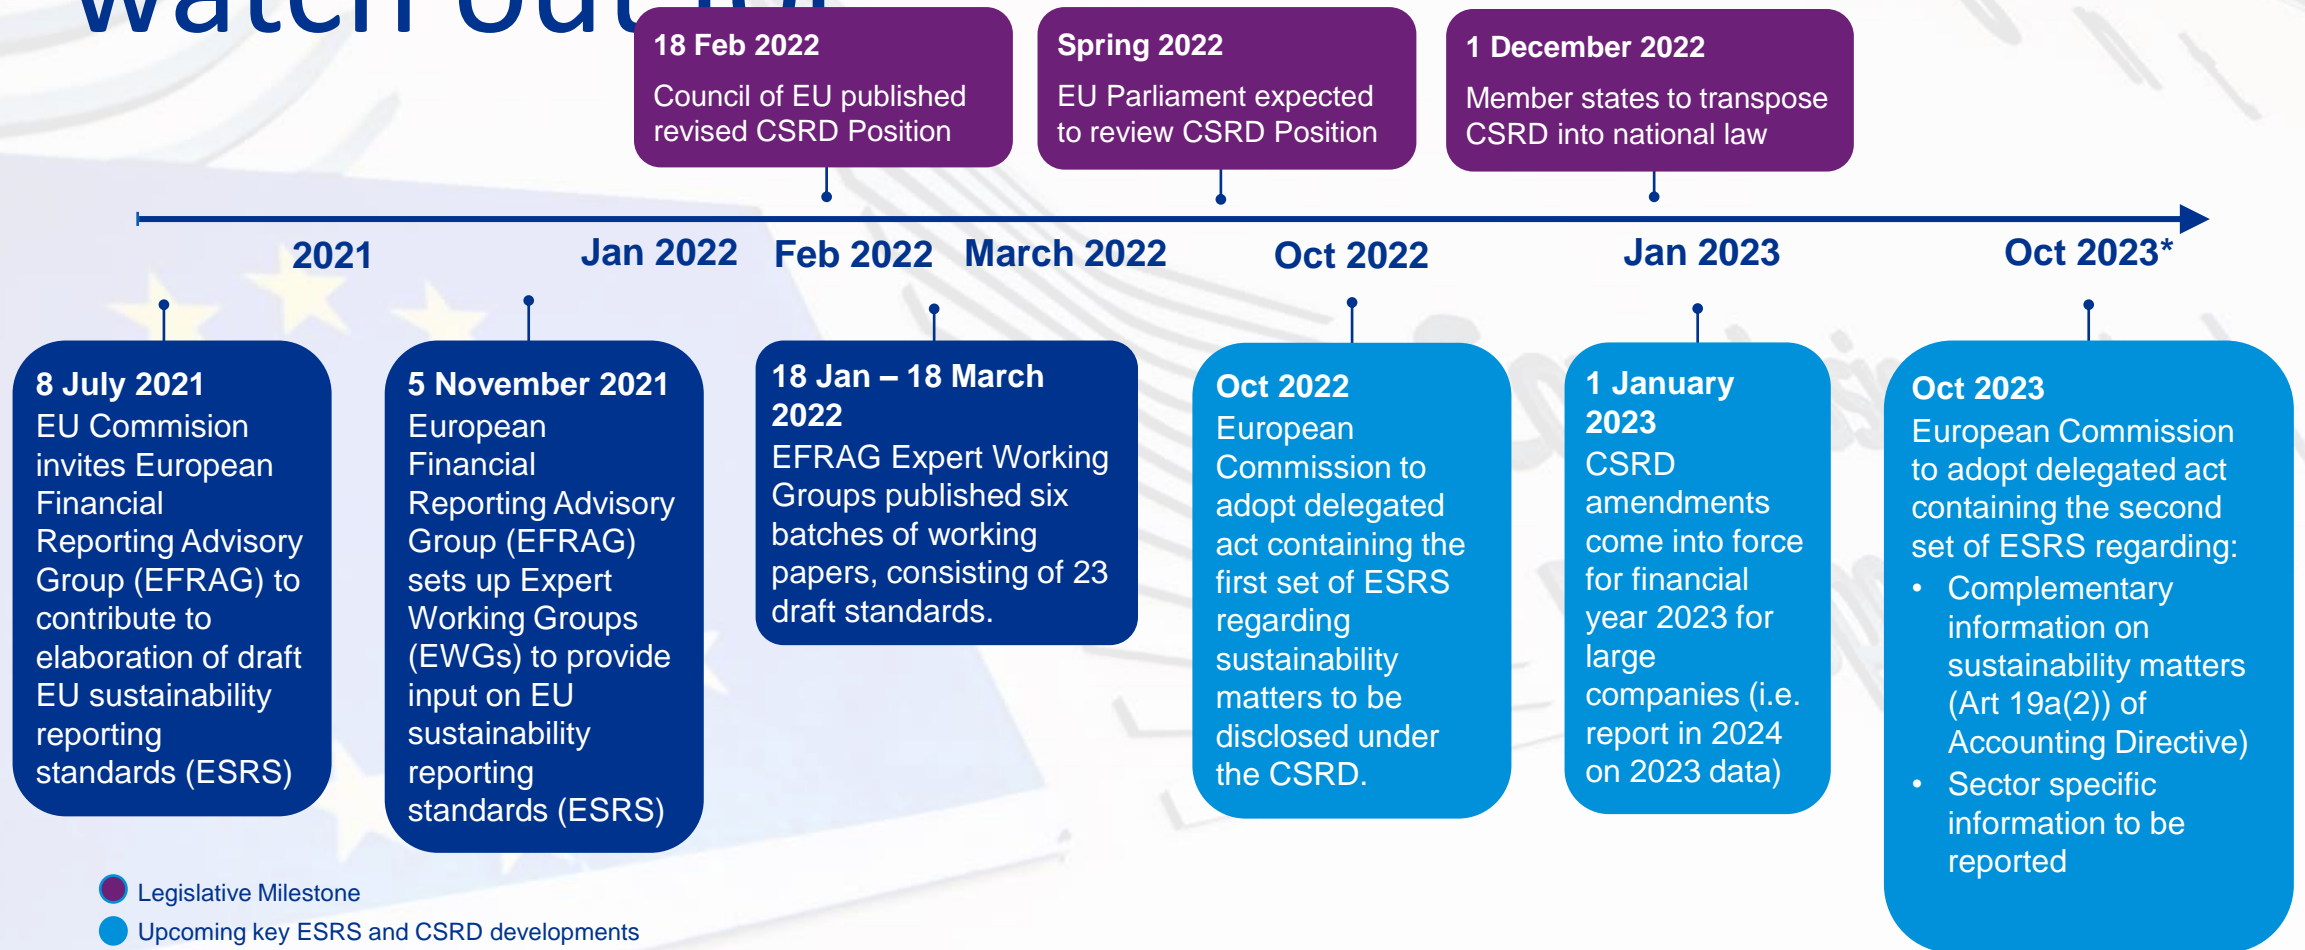 watch out for
18 Feb 2022
Council of EU published
revised CSRD Position
Spring 2022
EU Parliament expected
to review CSRD Position
1 December 2022
Member states to transpose
CSRD into national law
2021
Jan 2022
Feb 2022
March 2022
Oct 2022
Jan 2023
Oct 2023*
8 July 2021
EU Commision
invites European
Financial
Reporting Advisory
Group (EFRAG) to
contribute to
elaboration of draft
EU sustainability
reporting
standards (ESRS)
5 November 2021
European
Financial
Reporting Advisory
Group (EFRAG)
sets up Expert
Working Groups
(EWGs) to provide
input on EU
sustainability
reporting
standards (ESRS)
18 Jan – 18 March
2022
EFRAG Expert Working
Groups published six
batches of working
papers, consisting of 23
draft standards.
Oct 2022
European
Commission to
adopt delegated
act containing the
first set of ESRS
regarding
sustainability
matters to be
disclosed under
the CSRD.
1 January
2023
CSRD
amendments
come into force
for financial
year 2023 for
large
companies (i.e.
report in 2024
on 2023 data)
Oct 2023
European Commission
to adopt delegated act
containing the second
set of ESRS regarding:
• Complementary
information on
sustainability matters
(Art 19a(2)) of
Accounting Directive)
• Sector specific
information to be
reported
Legislative Milestone
Upcoming key ESRS and CSRD developments